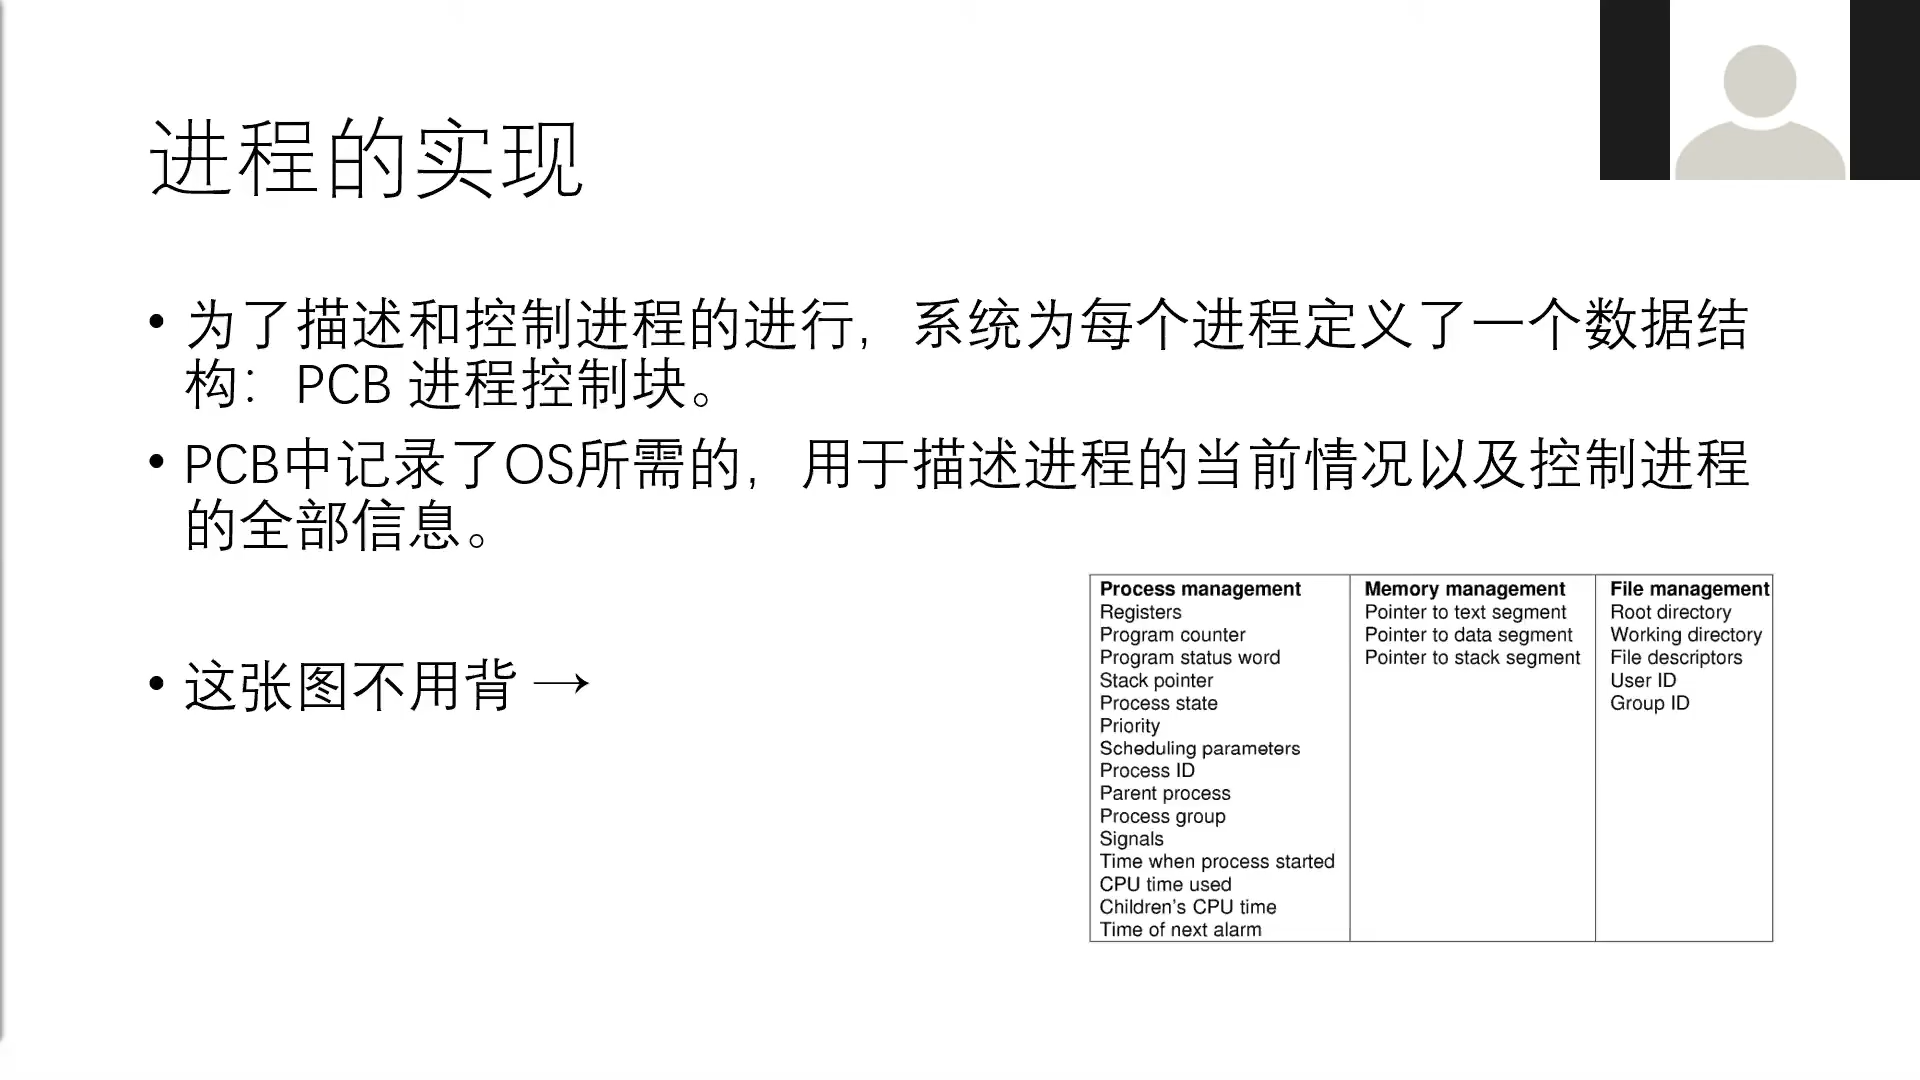 进程的实现
• 为了描述和控制进程的进行，系统为每个进程定义了一个数据结
构：PCB 进程控制块。
• PCB中记录了OS所需的，用于描述进程的当前情况以及控制进程
的全部信息。
• 这张图不用背 →
Process management
Registers
Program counter
Program status word
Stack pointer
Process state
Priority
Scheduling parameters
Process ID
Parent process
Process group
Signals
Time when process started
CPU time used
Children's CPU time
Time of next alarm
Memory management
Pointer to text segment
Pointer to data segment
Pointer to stack segment
File management
Root directory
Working directory
File descriptors
User ID
Group ID